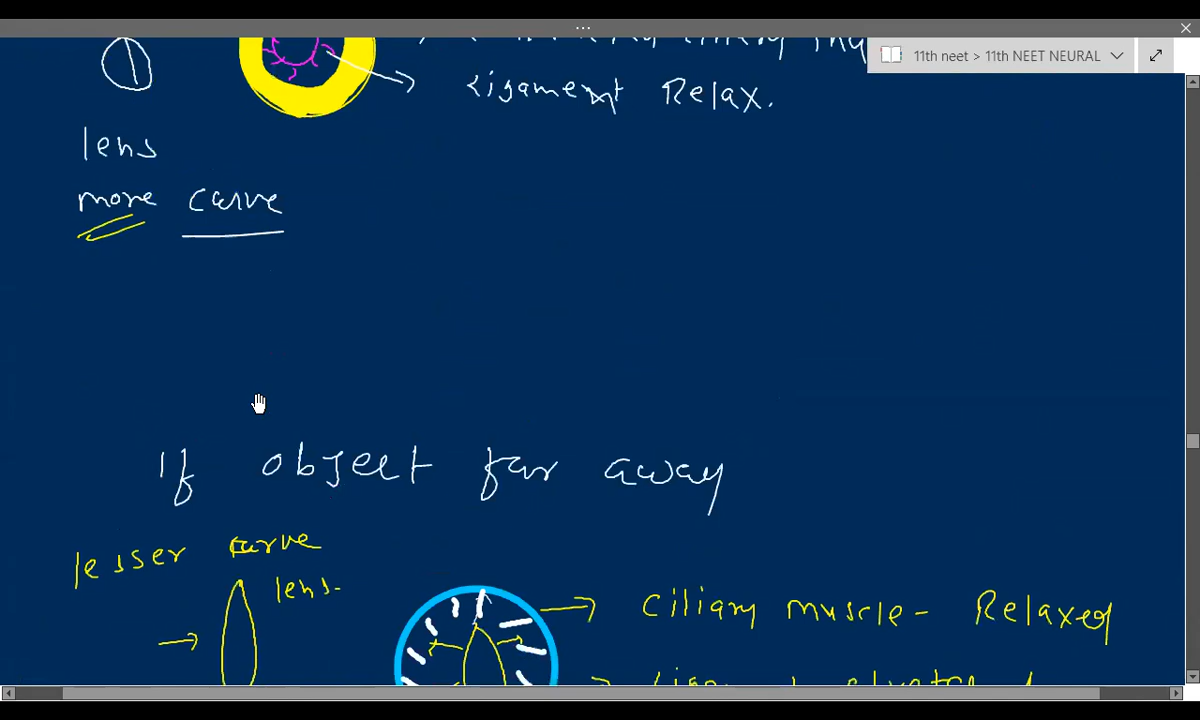 11th neet > 11th NEET NEURAL
Ligament Relax.
lens
more curve
If object far away
lesser curve
lens.
Ciliary muscle - Relaxed